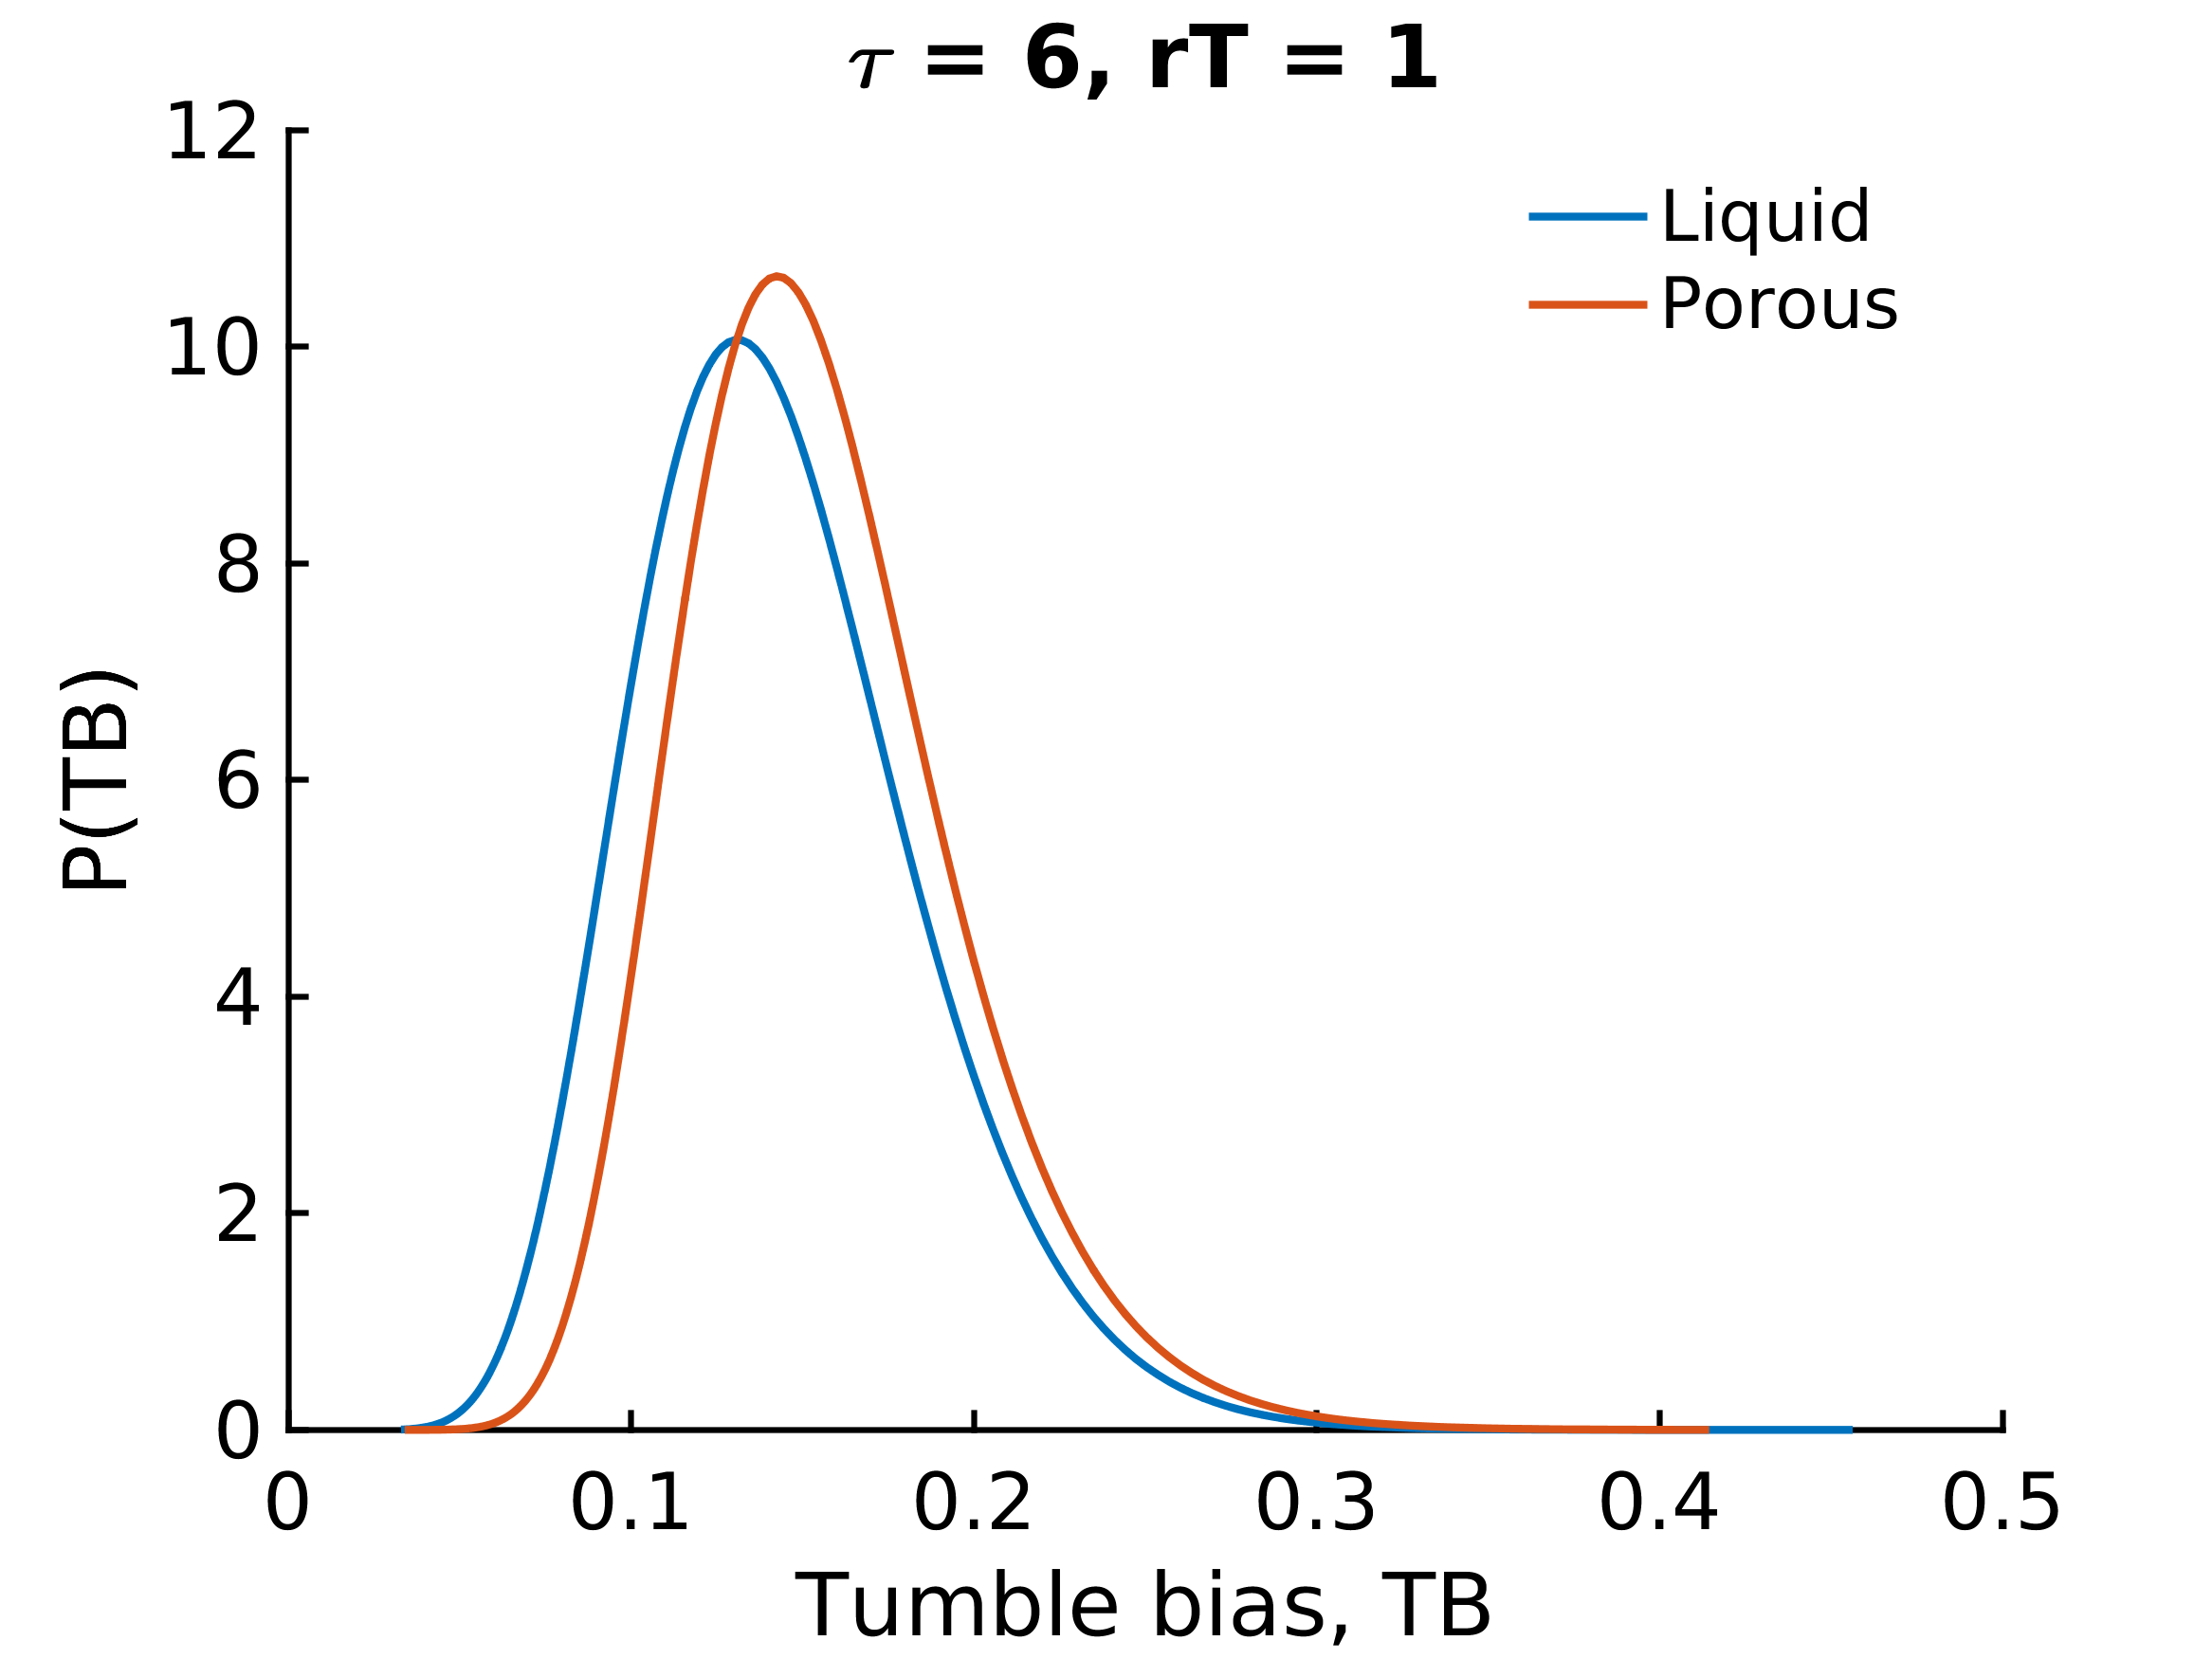 τ = 6, rT = 1
12
10
8
6
4
2
0
P(TB)
Liquid
Porous
0 0.1 0.2 0.3 0.4 0.5
Tumble bias, TB